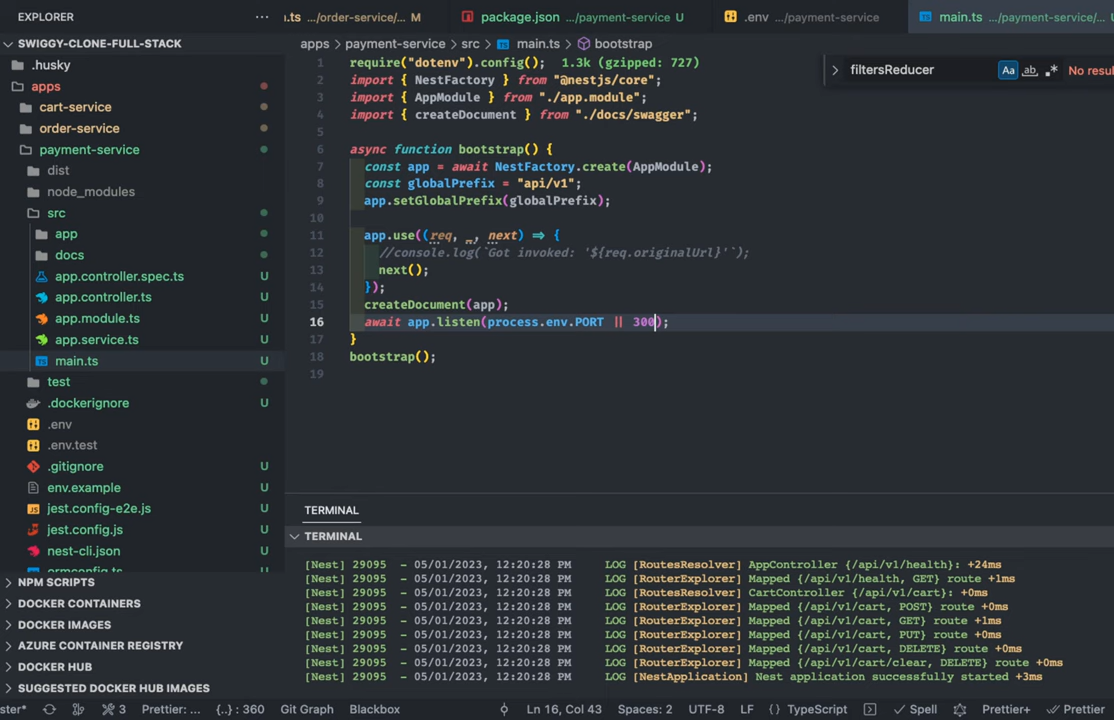 EXPLORER
...
.ts .../order-service/... M
package.json .../payment-service U
.env .../payment-service
main.ts .../payment-service/... U
SWIGGY-CLONE-FULL-STACK
.husky
apps
cart-service
order-service
payment-service
dist
node_modules
src
app
docs
app.controller.spec.ts U
app.controller.ts U
app.module.ts U
app.service.ts U
main.ts U
test
.dockerignore U
.env
.env.test
.gitignore U
env.example U
jest.config-e2e.js U
jest.config.js U
nest-cli.json U
ormconfig.ts U
NPM SCRIPTS
DOCKER CONTAINERS
DOCKER IMAGES
AZURE CONTAINER REGISTRY
DOCKER HUB
SUGGESTED DOCKER HUB IMAGES
apps > payment-service > src > main.ts > bootstrap
filtersReducer Aa ab .* No resul
1 require("dotenv").config(); 1.3k (gzipped: 727)
2 import { NestFactory } from "@nestjs/core";
3 import { AppModule } from "./app.module";
4 import { createDocument } from "./docs/swagger";
5
6 async function bootstrap() {
7 const app = await NestFactory.create(AppModule);
8 const globalPrefix = "api/v1";
9 app.setGlobalPrefix(globalPrefix);
10
11 app.use((req, _, next) => {
12 //console.log(`Got invoked: '${req.originalUrl}'`);
13 next();
14 });
15 createDocument(app);
16 await app.listen(process.env.PORT || 300);
17 }
18 bootstrap();
19
TERMINAL
TERMINAL
[Nest] 29095 - 05/01/2023, 12:20:28 PM LOG [RoutesResolver] AppController {/api/v1/health}: +24ms
[Nest] 29095 - 05/01/2023, 12:20:28 PM LOG [RouterExplorer] Mapped {/api/v1/health, GET} route +1ms
[Nest] 29095 - 05/01/2023, 12:20:28 PM LOG [RoutesResolver] CartController {/api/v1/cart}: +0ms
[Nest] 29095 - 05/01/2023, 12:20:28 PM LOG [RouterExplorer] Mapped {/api/v1/cart, POST} route +0ms
[Nest] 29095 - 05/01/2023, 12:20:28 PM LOG [RouterExplorer] Mapped {/api/v1/cart, GET} route +1ms
[Nest] 29095 - 05/01/2023, 12:20:28 PM LOG [RouterExplorer] Mapped {/api/v1/cart, PUT} route +0ms
[Nest] 29095 - 05/01/2023, 12:20:28 PM LOG [RouterExplorer] Mapped {/api/v1/cart, DELETE} route +0ms
[Nest] 29095 - 05/01/2023, 12:20:28 PM LOG [RouterExplorer] Mapped {/api/v1/cart/clear, DELETE} route +0ms
[Nest] 29095 - 05/01/2023, 12:20:28 PM LOG [NestApplication] Nest application successfully started +3ms
ster* 3 Prettier: ... {..} : 360 Git Graph Blackbox Ln 16, Col 43 Spaces: 2 UTF-8 LF {} TypeScript Spell Prettier+ Prettier